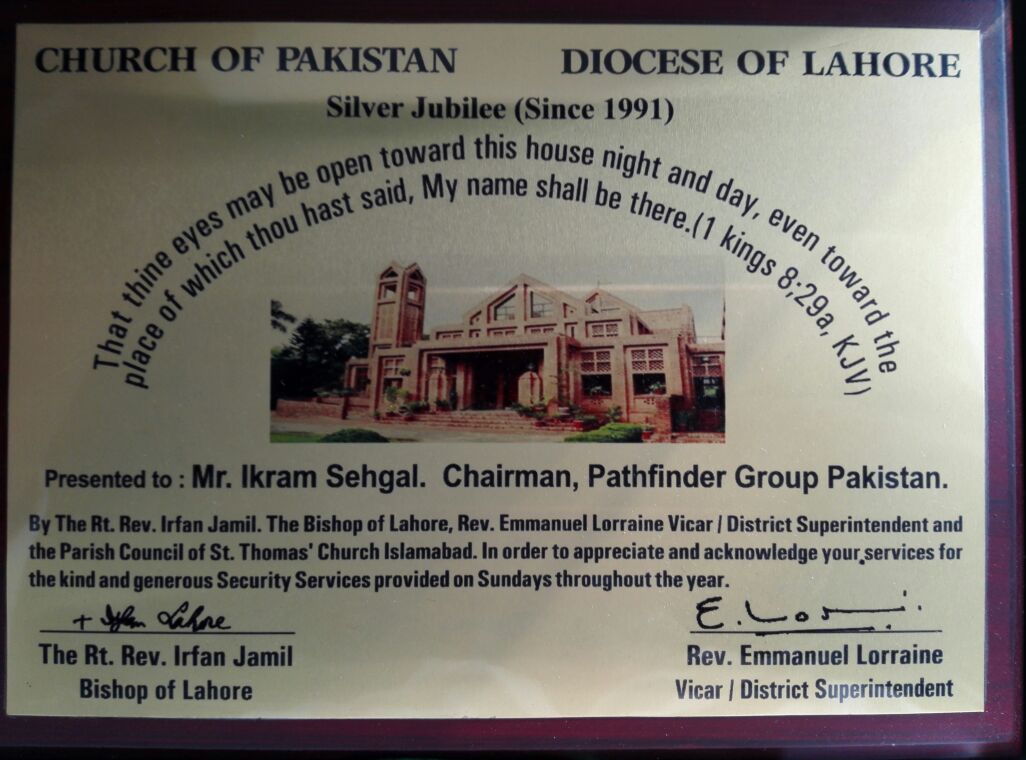 CHURCH OF PAKISTAN DIOCESE OF LAHORE
Silver Jubilee (Since 1991)
That thine eyes may be open toward this house night and day, even toward the
place of which thou hast said, My name shall be there.(1 kings 8;29a, KJV)
Presented to : Mr. Ikram Sehgal. Chairman, Pathfinder Group Pakistan.
By The Rt. Rev. Irfan Jamil. The Bishop of Lahore, Rev. Emmanuel Lorraine Vicar / District Superintendent and
the Parish Council of St. Thomas' Church Islamabad. In order to appreciate and acknowledge your services for
the kind and generous Security Services provided on Sundays throughout the year.
+ Irfan Lahore
E. Lorr
The Rt. Rev. Irfan Jamil
Bishop of Lahore
Rev. Emmanuel Lorraine
Vicar / District Superintendent